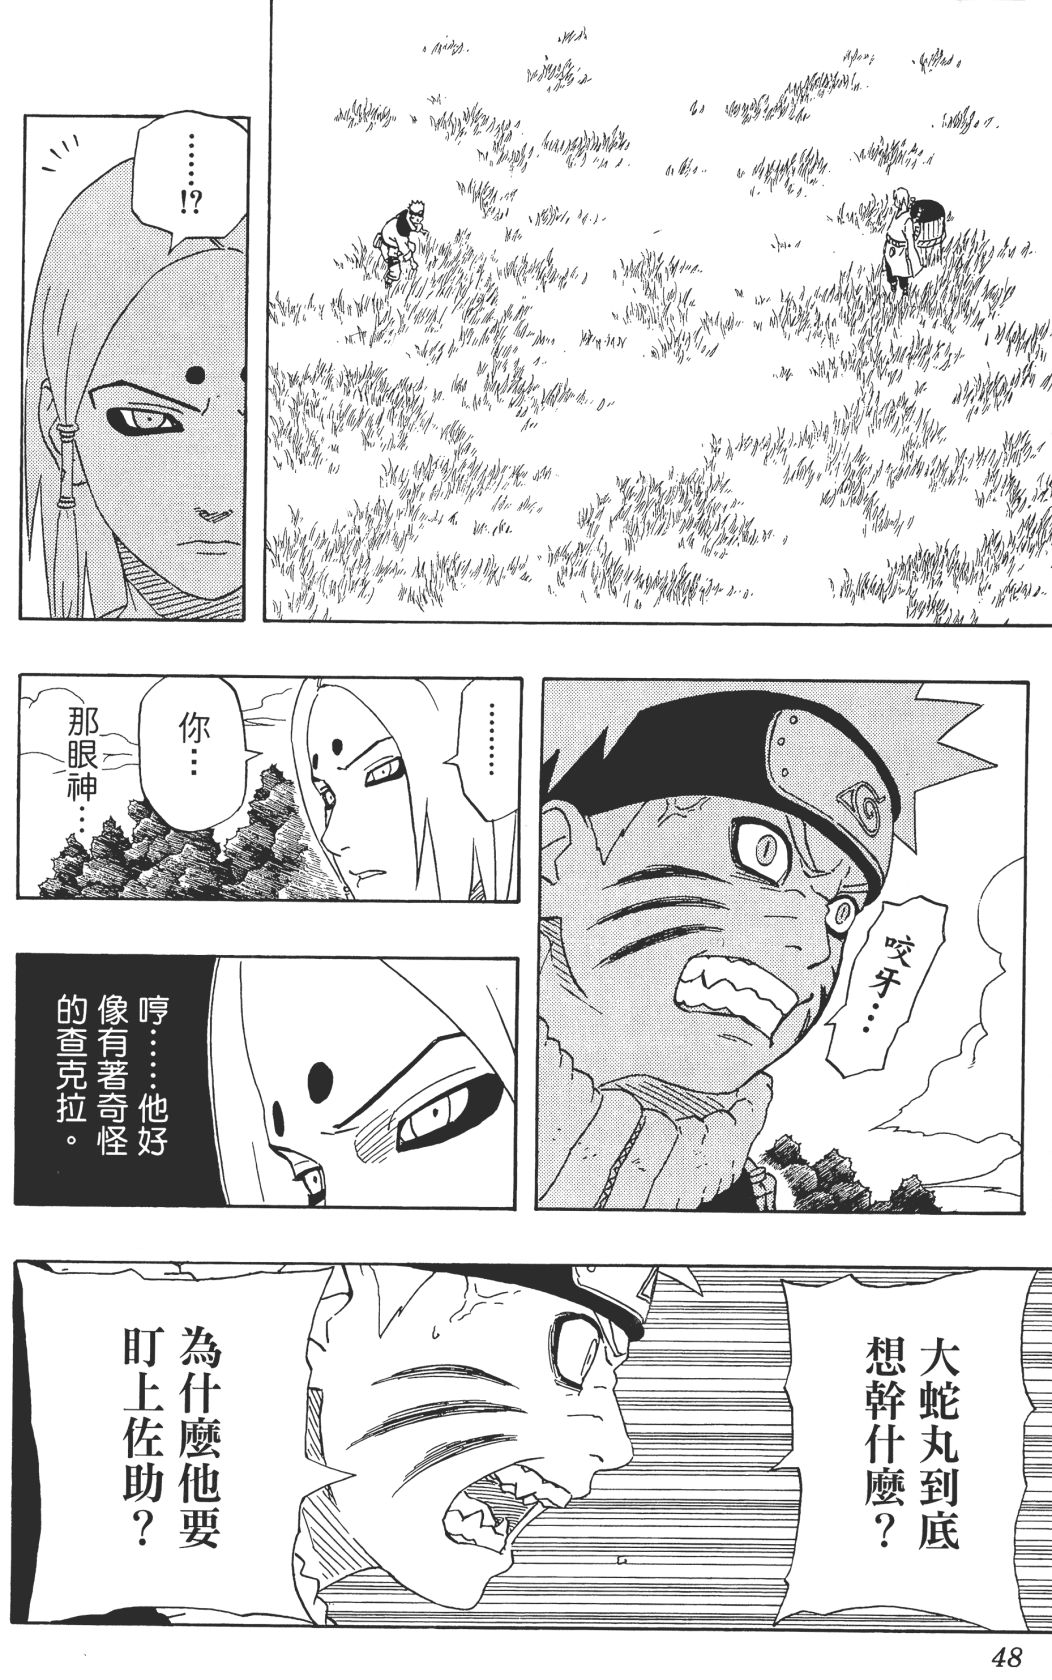 ……!?
咬牙…
………
你…
那眼神…
哼……他好
像有著奇怪
的查克拉。
大蛇丸到底
想幹什麼？
為什麼他要
盯上佐助？
48